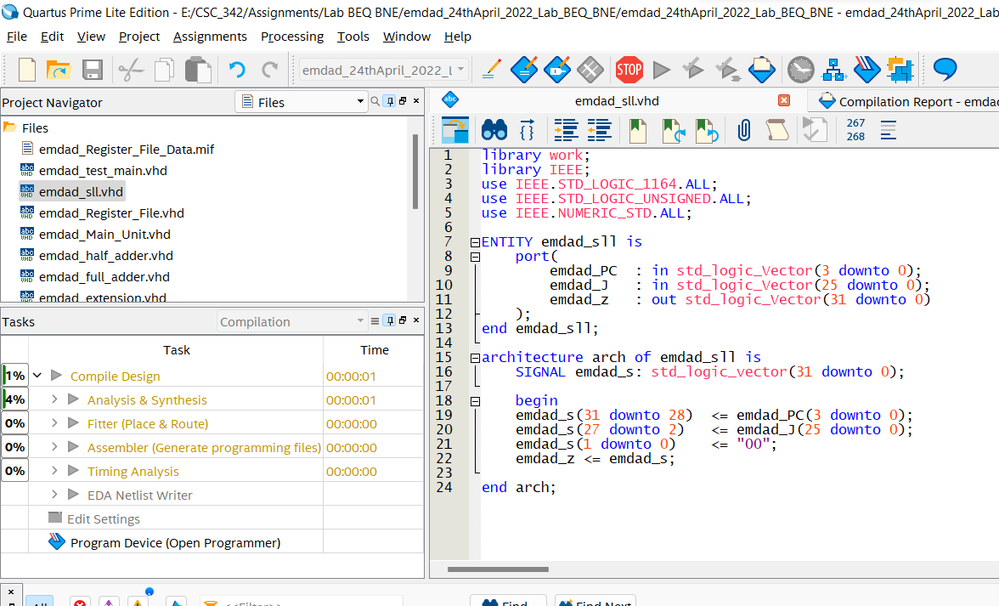 Quartus Prime Lite Edition - E:/CSC_342/Assignments/Lab BEQ BNE/emdad_24thApril_2022_Lab_BEQ_BNE/emdad_24thApril_2022_Lab_BEQ_BNE - emdad_24thApril_2022_Lab
File Edit View Project Assignments Processing Tools Window Help
emdad_24thApril_2022_L
STOP
Project Navigator
Files
Files
emdad_Register_File_Data.mif
emdad_test_main.vhd
emdad_sll.vhd
emdad_Register_File.vhd
emdad_Main_Unit.vhd
emdad_half_adder.vhd
emdad_full_adder.vhd
emdad_extension.vhd
Tasks
Compilation
Task Time
1% Compile Design 00:00:01
4% Analysis & Synthesis 00:00:01
0% Fitter (Place & Route) 00:00:00
0% Assembler (Generate programming files) 00:00:00
0% Timing Analysis 00:00:00
EDA Netlist Writer
Edit Settings
Program Device (Open Programmer)
emdad_sll.vhd
Compilation Report - emdad
267
268
1 library work;
2 library IEEE;
3 use IEEE.STD_LOGIC_1164.ALL;
4 use IEEE.STD_LOGIC_UNSIGNED.ALL;
5 use IEEE.NUMERIC_STD.ALL;
6
7 ENTITY emdad_sll is
8 port(
9 emdad_PC : in std_logic_Vector(3 downto 0);
10 emdad_J : in std_logic_Vector(25 downto 0);
11 emdad_z : out std_logic_Vector(31 downto 0)
12 );
13 end emdad_sll;
14
15 architecture arch of emdad_sll is
16 SIGNAL emdad_s: std_logic_vector(31 downto 0);
17
18 begin
19 emdad_s(31 downto 28) <= emdad_PC(3 downto 0);
20 emdad_s(27 downto 2) <= emdad_J(25 downto 0);
21 emdad_s(1 downto 0) <= "00";
22 emdad_z <= emdad_s;
23
24 end arch;
All
<<Filter>>
Find
Find Next